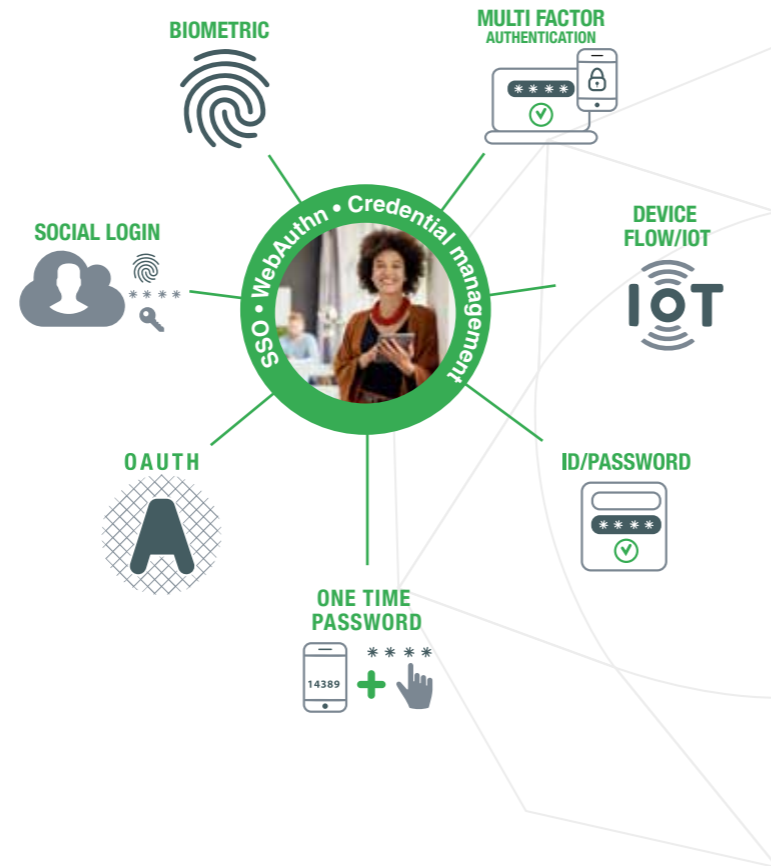 BIOMETRIC
MULTI FACTOR
AUTHENTICATION
* * * *
SOCIAL LOGIN
* * * *
SSO • WebAuthn • Credential management
DEVICE
FLOW/IOT
IOT
OAUTH
A
ID/PASSWORD
* * * *
ONE TIME
PASSWORD
* * * *
14389